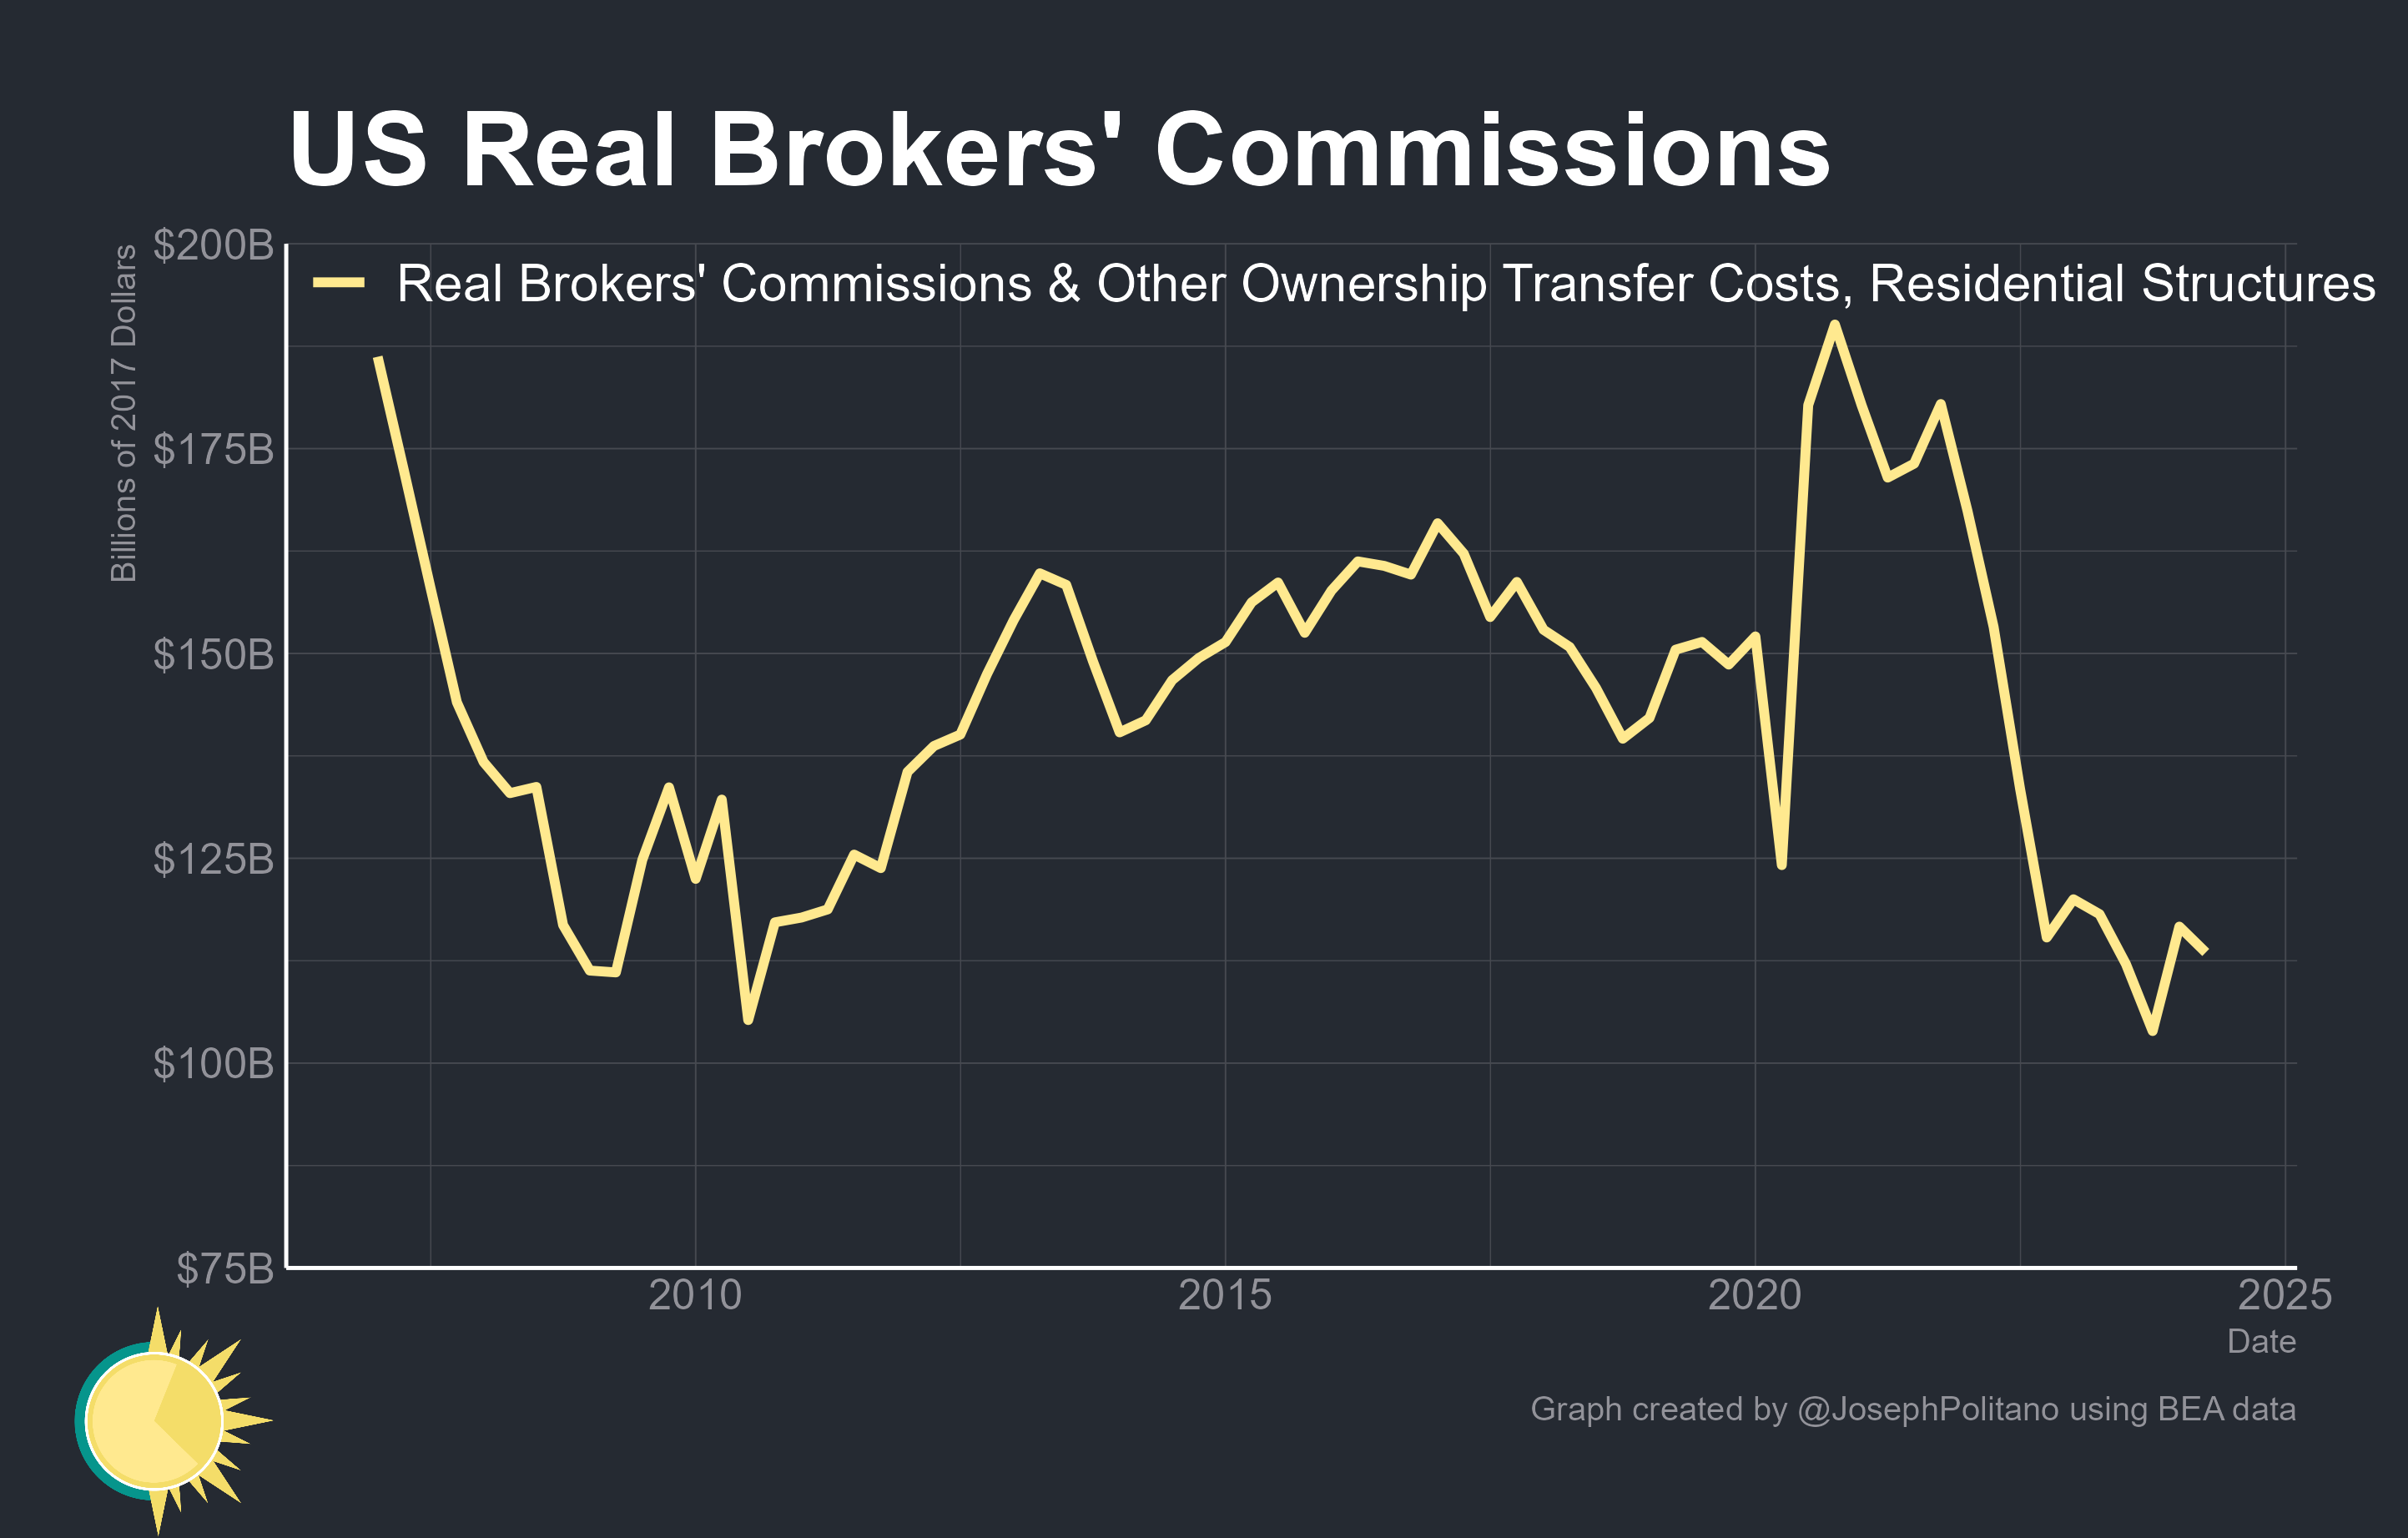 US Real Brokers' Commissions
Billions of 2017 Dollars
$200B
Real Brokers' Commissions & Other Ownership Transfer Costs, Residential Structures
$175B
$150B
$125B
$100B
$75B
2010 2015 2020 2025
Date
Graph created by @JosephPolitano using BEA data